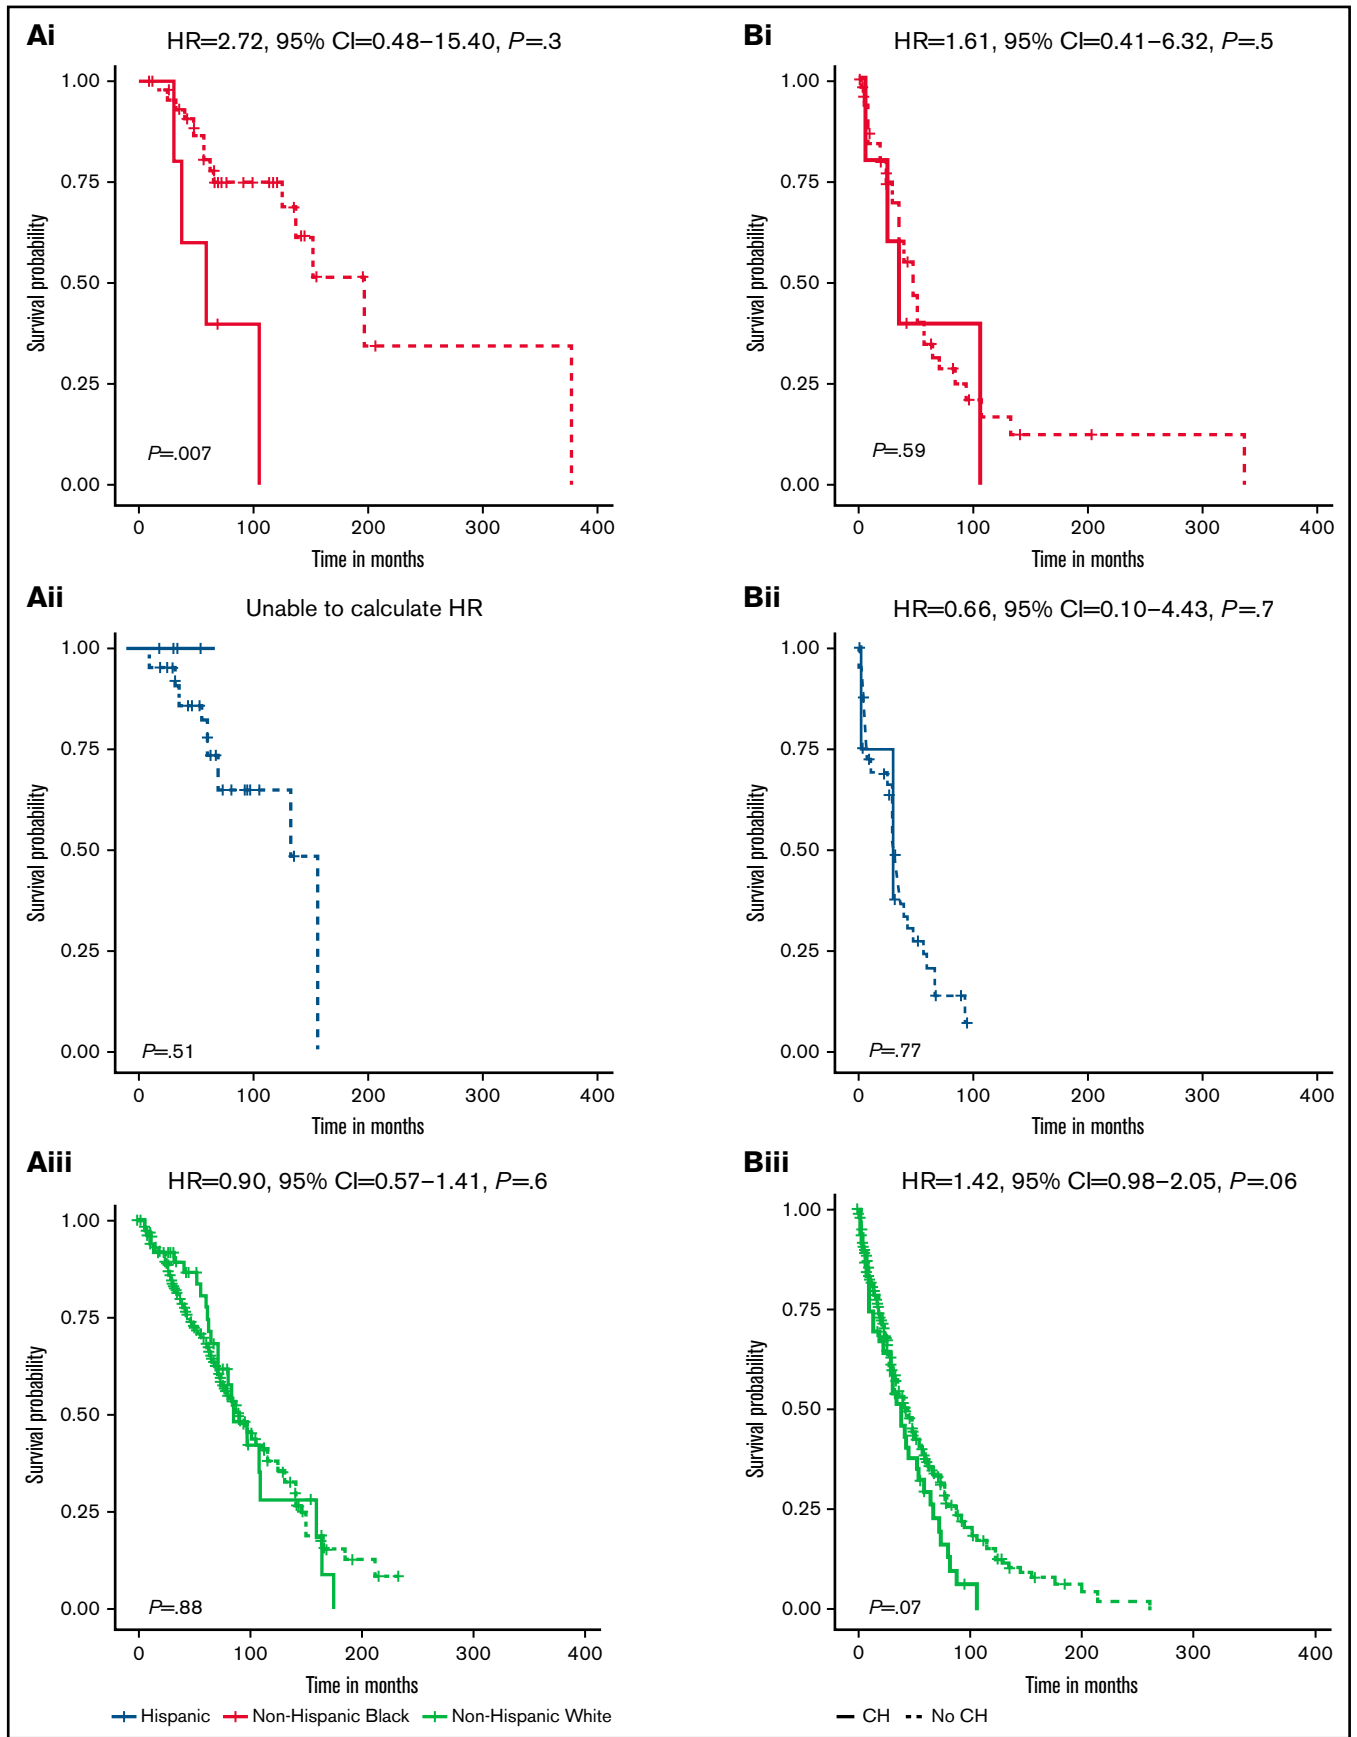 Ai
HR=2.72, 95% CI=0.48–15.40, P=.3
1.00
0.75
0.50
0.25
0.00
Survival probability
P=.007
0 100 200 300 400
Time in months
Bi
HR=1.61, 95% CI=0.41–6.32, P=.5
1.00
0.75
0.50
0.25
0.00
Survival probability
P=.59
0 100 200 300 400
Time in months
Aii
Unable to calculate HR
1.00
0.75
0.50
0.25
0.00
Survival probability
P=.51
0 100 200 300 400
Time in months
Bii
HR=0.66, 95% CI=0.10–4.43, P=.7
1.00
0.75
0.50
0.25
0.00
Survival probability
P=.77
0 100 200 300 400
Time in months
Aiii
HR=0.90, 95% CI=0.57–1.41, P=.6
1.00
0.75
0.50
0.25
0.00
Survival probability
P=.88
0 100 200 300 400
Time in months
Biii
HR=1.42, 95% CI=0.98–2.05, P=.06
1.00
0.75
0.50
0.25
0.00
Survival probability
P=.07
0 100 200 300 400
Time in months
Hispanic Non-Hispanic Black Non-Hispanic White
CH No CH